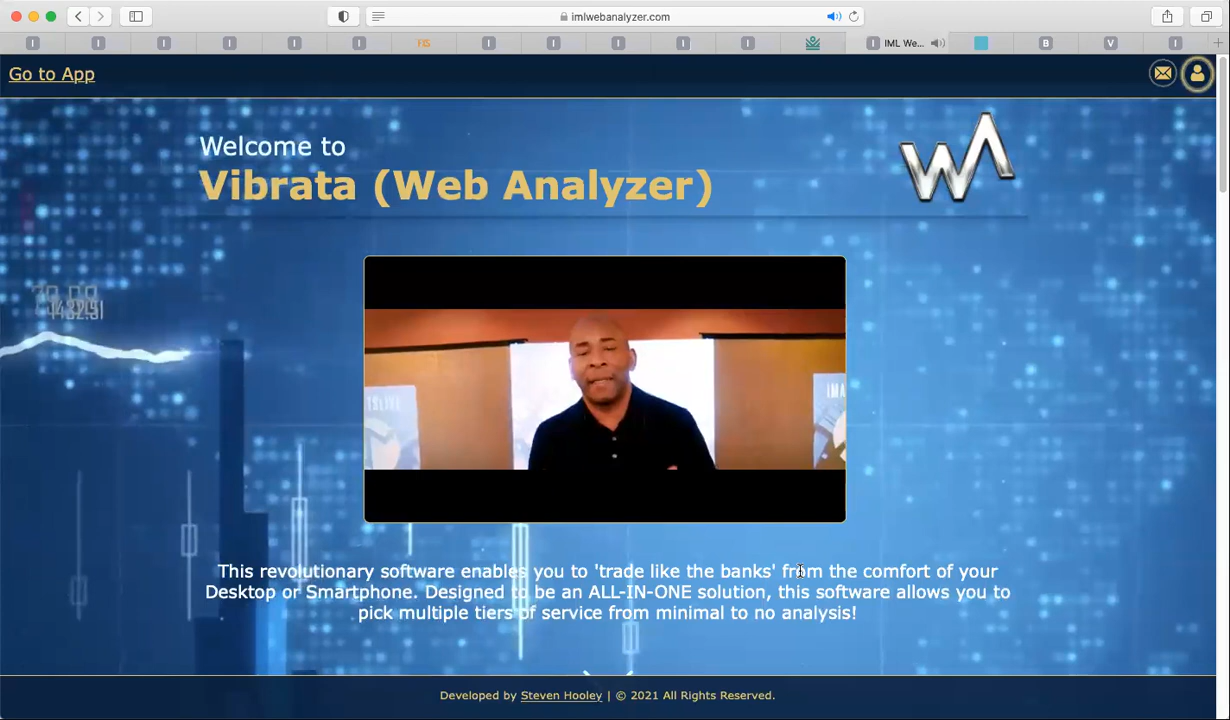 imlwebanalyzer.com
FIS
IML We...
B
V
Go to App
Welcome to
Vibrata (Web Analyzer)
WA
This revolutionary software enables you to 'trade like the banks' from the comfort of your
Desktop or Smartphone. Designed to be an ALL-IN-ONE solution, this software allows you to
pick multiple tiers of service from minimal to no analysis!
Developed by Steven Hooley | © 2021 All Rights Reserved.